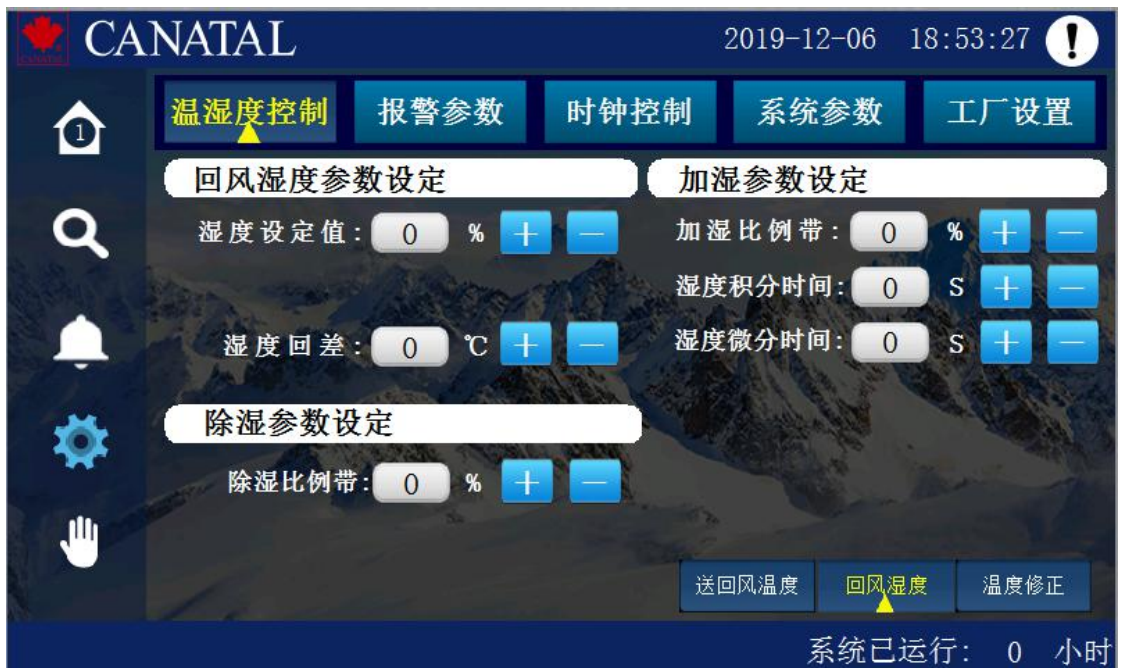 CANATAL 2019-12-06 18:53:27
CANATAL
1
温湿度控制 报警参数 时钟控制 系统参数 工厂设置
回风湿度参数设定
湿度设定值: 0 % + －
湿度回差: 0 ℃ + －
除湿参数设定
除湿比例带: 0 % + －
加湿参数设定
加湿比例带: 0 % + －
湿度积分时间: 0 S + －
湿度微分时间: 0 S + －
送回风温度 回风湿度 温度修正
系统已运行: 0 小时